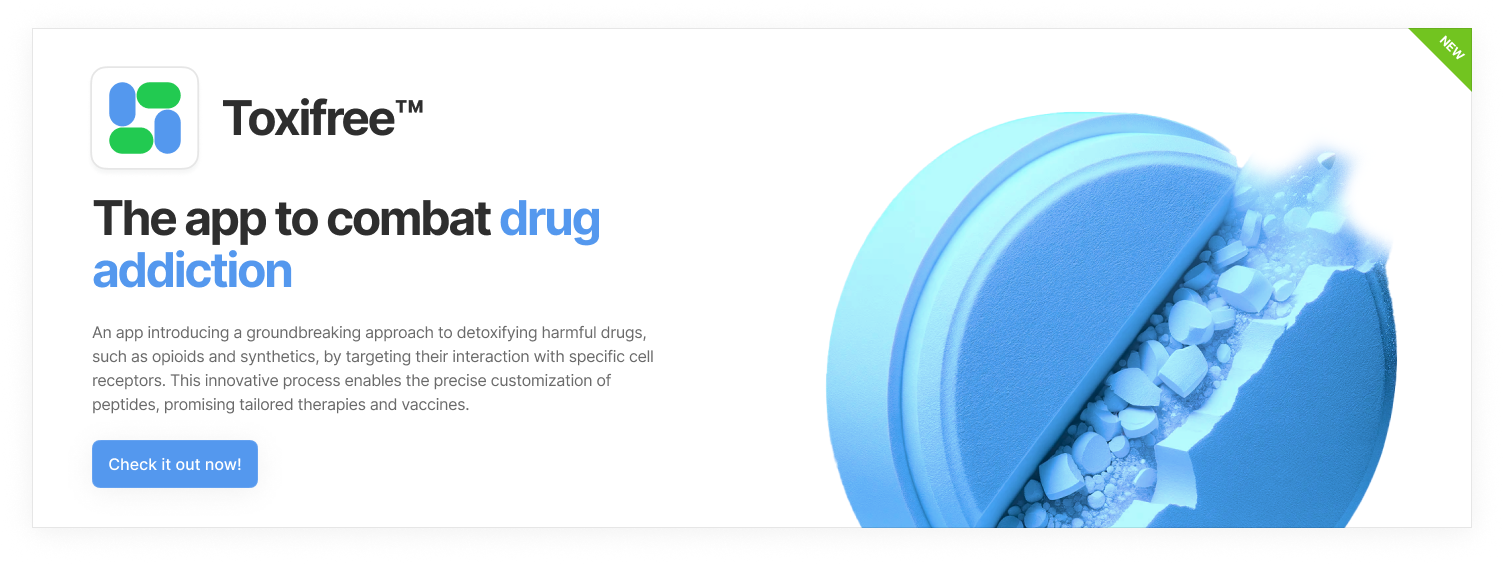 NEW
Toxifree™
The app to combat drug
addiction
An app introducing a groundbreaking approach to detoxifying harmful drugs,
such as opioids and synthetics, by targeting their interaction with specific cell
receptors. This innovative process enables the precise customization of
peptides, promising tailored therapies and vaccines.
Check it out now!